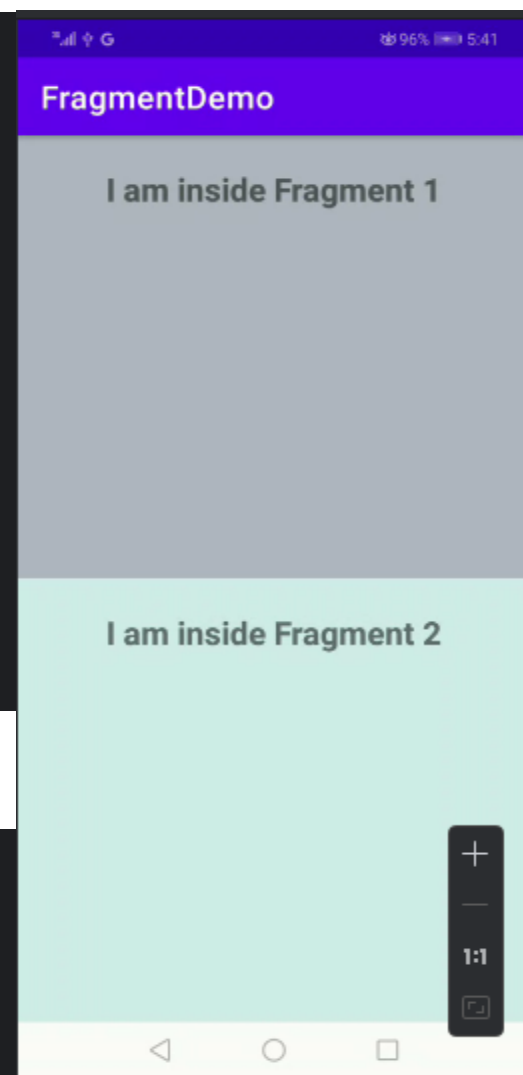 G 96% 5:41
FragmentDemo
I am inside Fragment 1
I am inside Fragment 2
1:1